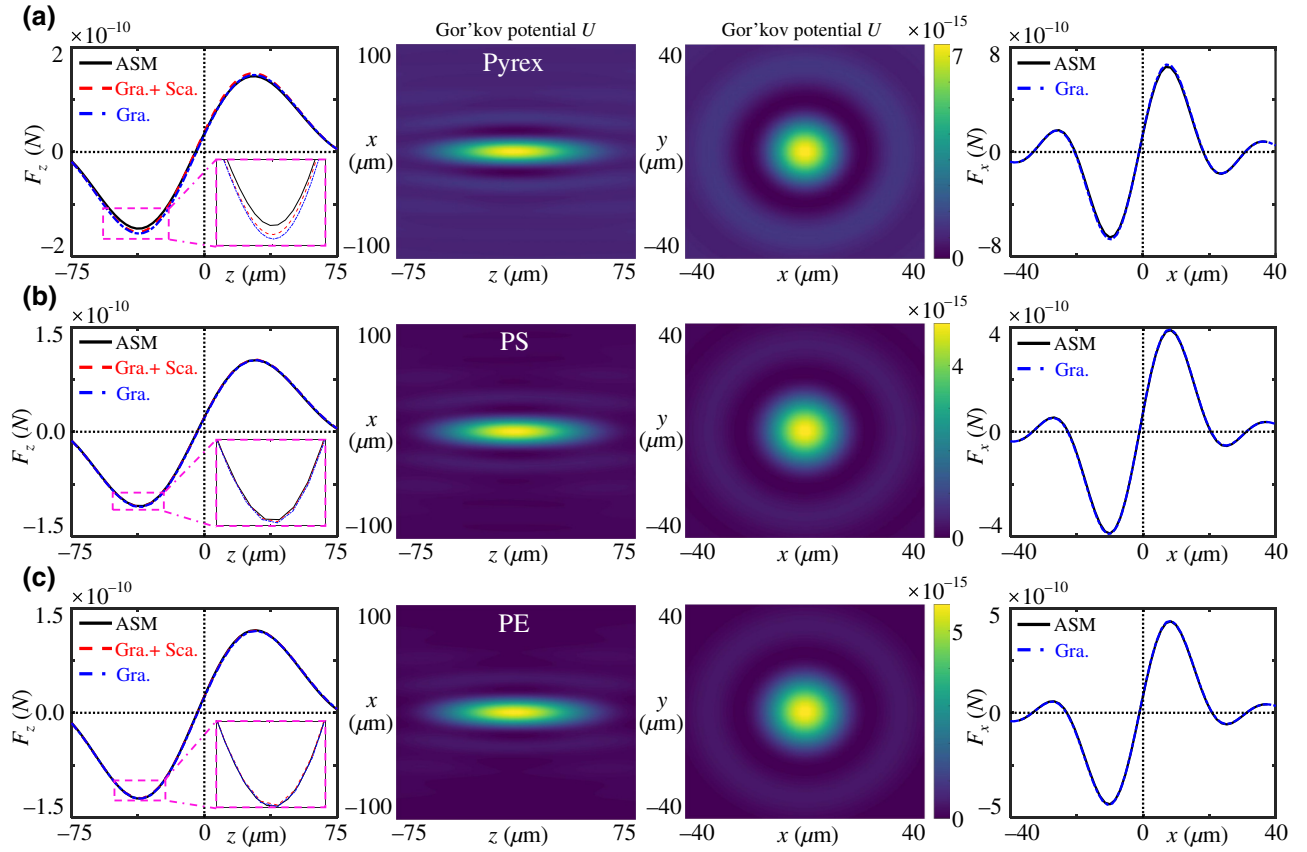 (a)
×10⁻¹⁰
2
0
−2
F_z (N)
ASM
Gra.+ Sca.
Gra.
−75 0 75
z (μm)
Gor'kov potential U
Pyrex
100
x
(μm)
−100
−75 z (μm) 75
Gor'kov potential U
40
y
(μm)
−40
−40 x (μm) 40
×10⁻¹⁵
7
0
×10⁻¹⁰
8
0
−8
F_x (N)
ASM
Gra.
−40 0 40
x (μm)
(b)
×10⁻¹⁰
1.5
0.0
−1.5
F_z (N)
ASM
Gra.+ Sca.
Gra.
−75 0 75
z (μm)
PS
100
x
(μm)
−100
−75 z (μm) 75
40
y
(μm)
−40
−40 x (μm) 40
×10⁻¹⁵
4
0
×10⁻¹⁰
4
0
−4
F_x (N)
ASM
Gra.
−40 0 40
x (μm)
(c)
×10⁻¹⁰
1.5
0.0
−1.5
F_z (N)
ASM
Gra.+ Sca.
Gra.
−75 0 75
z (μm)
PE
100
x
(μm)
−100
−75 z (μm) 75
40
y
(μm)
−40
−40 x (μm) 40
×10⁻¹⁵
5
0
×10⁻¹⁰
5
0
−5
F_x (N)
ASM
Gra.
−40 0 40
x (μm)